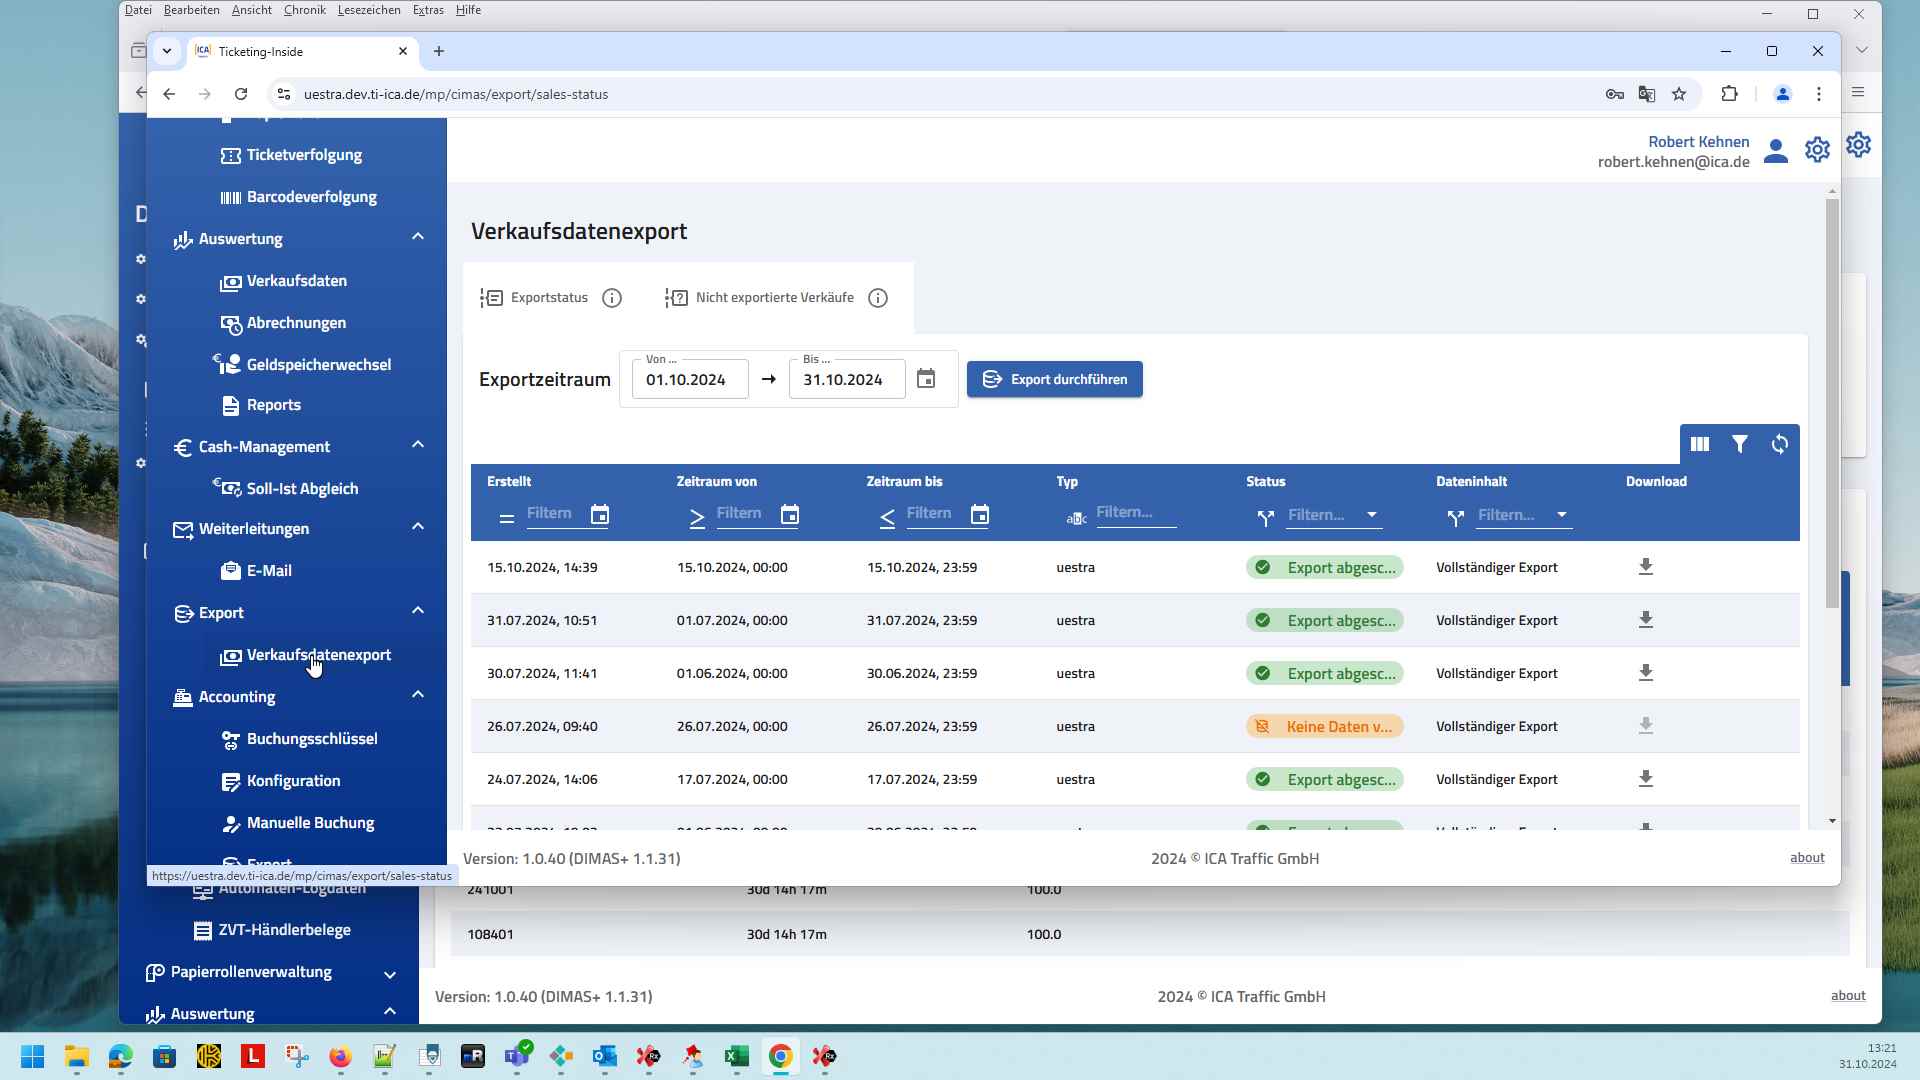 Datei Bearbeiten Ansicht Chronik Lesezeichen Extras Hilfe
Ticketing-Inside
uestra.dev.ti-ica.de/mp/cimas/export/sales-status
Robert Kehnen
robert.kehnen@ica.de
Ticketverfolgung
Barcodeverfolgung
Auswertung
Verkaufsdaten
Abrechnungen
Geldspeicherwechsel
Reports
Cash-Management
Soll-Ist Abgleich
Weiterleitungen
E-Mail
Export
Verkaufsdatenexport
Accounting
Buchungsschlüssel
Konfiguration
Manuelle Buchung
Export
https://uestra.dev.ti-ica.de/mp/cimas/export/sales-status
Verkaufsdatenexport
Exportstatus Nicht exportierte Verkäufe
Exportzeitraum Von ... 01.10.2024 → Bis ... 31.10.2024 Export durchführen
Erstellt Zeitraum von Zeitraum bis Typ Status Dateninhalt Download
= Filtern ≥ Filtern ≤ Filtern abc Filtern... Filtern... Filtern...
15.10.2024, 14:39 15.10.2024, 00:00 15.10.2024, 23:59 uestra Export abgesc... Vollständiger Export
31.07.2024, 10:51 01.07.2024, 00:00 31.07.2024, 23:59 uestra Export abgesc... Vollständiger Export
30.07.2024, 11:41 01.06.2024, 00:00 30.06.2024, 23:59 uestra Export abgesc... Vollständiger Export
26.07.2024, 09:40 26.07.2024, 00:00 26.07.2024, 23:59 uestra Keine Daten v... Vollständiger Export
24.07.2024, 14:06 17.07.2024, 00:00 17.07.2024, 23:59 uestra Export abgesc... Vollständiger Export
Version: 1.0.40 (DIMAS+ 1.1.31) 2024 © ICA Traffic GmbH about
Automaten-Logdaten
ZVT-Händlerbelege
Papierrollenverwaltung
Auswertung
241001 30d 14h 17m 100.0
108401 30d 14h 17m 100.0
Version: 1.0.40 (DIMAS+ 1.1.31) 2024 © ICA Traffic GmbH about
13:21
31.10.2024